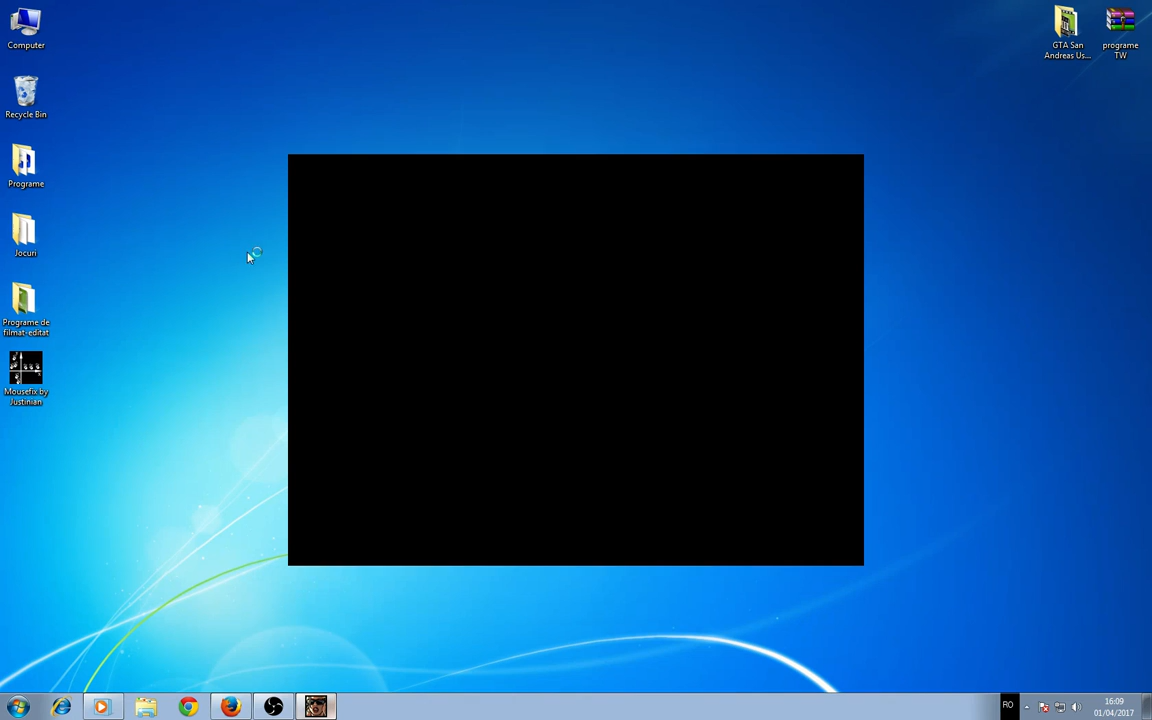 Computer
Recycle Bin
Programe
Jocuri
Programe de
filmat-editat
Mousefix by
Justinian
GTA San
Andreas Us...
programe
TW
RO
16:09
01/04/2017